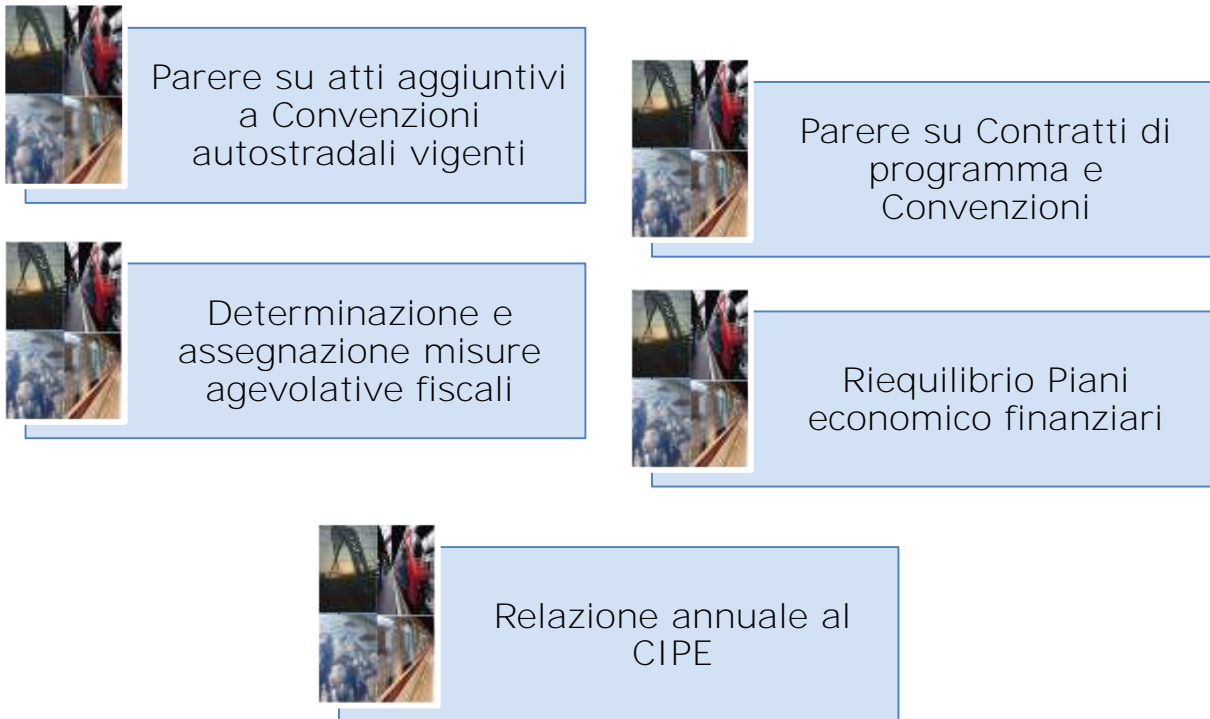 Parere su atti aggiuntivi
a Convenzioni
autostradali vigenti
Parere su Contratti di
programma e
Convenzioni
Determinazione e
assegnazione misure
agevolative fiscali
Riequilibrio Piani
economico finanziari
Relazione annuale al
CIPE